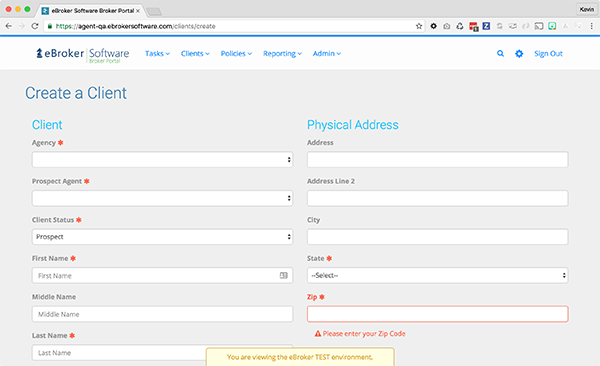 eBroker Software Broker Portal
Kevin
https://agent-qa.ebrokersoftware.com/clients/create
eBroker Software
Broker Portal
Tasks
Clients
Policies
Reporting
Admin
Sign Out
Create a Client
Client
Agency *
Prospect Agent *
Client Status *
Prospect
First Name *
First Name
Middle Name
Middle Name
Last Name *
Last Name
Physical Address
Address
Address Line 2
City
State *
--Select--
Zip *
Please enter your Zip Code
You are viewing the eBroker TEST environment.